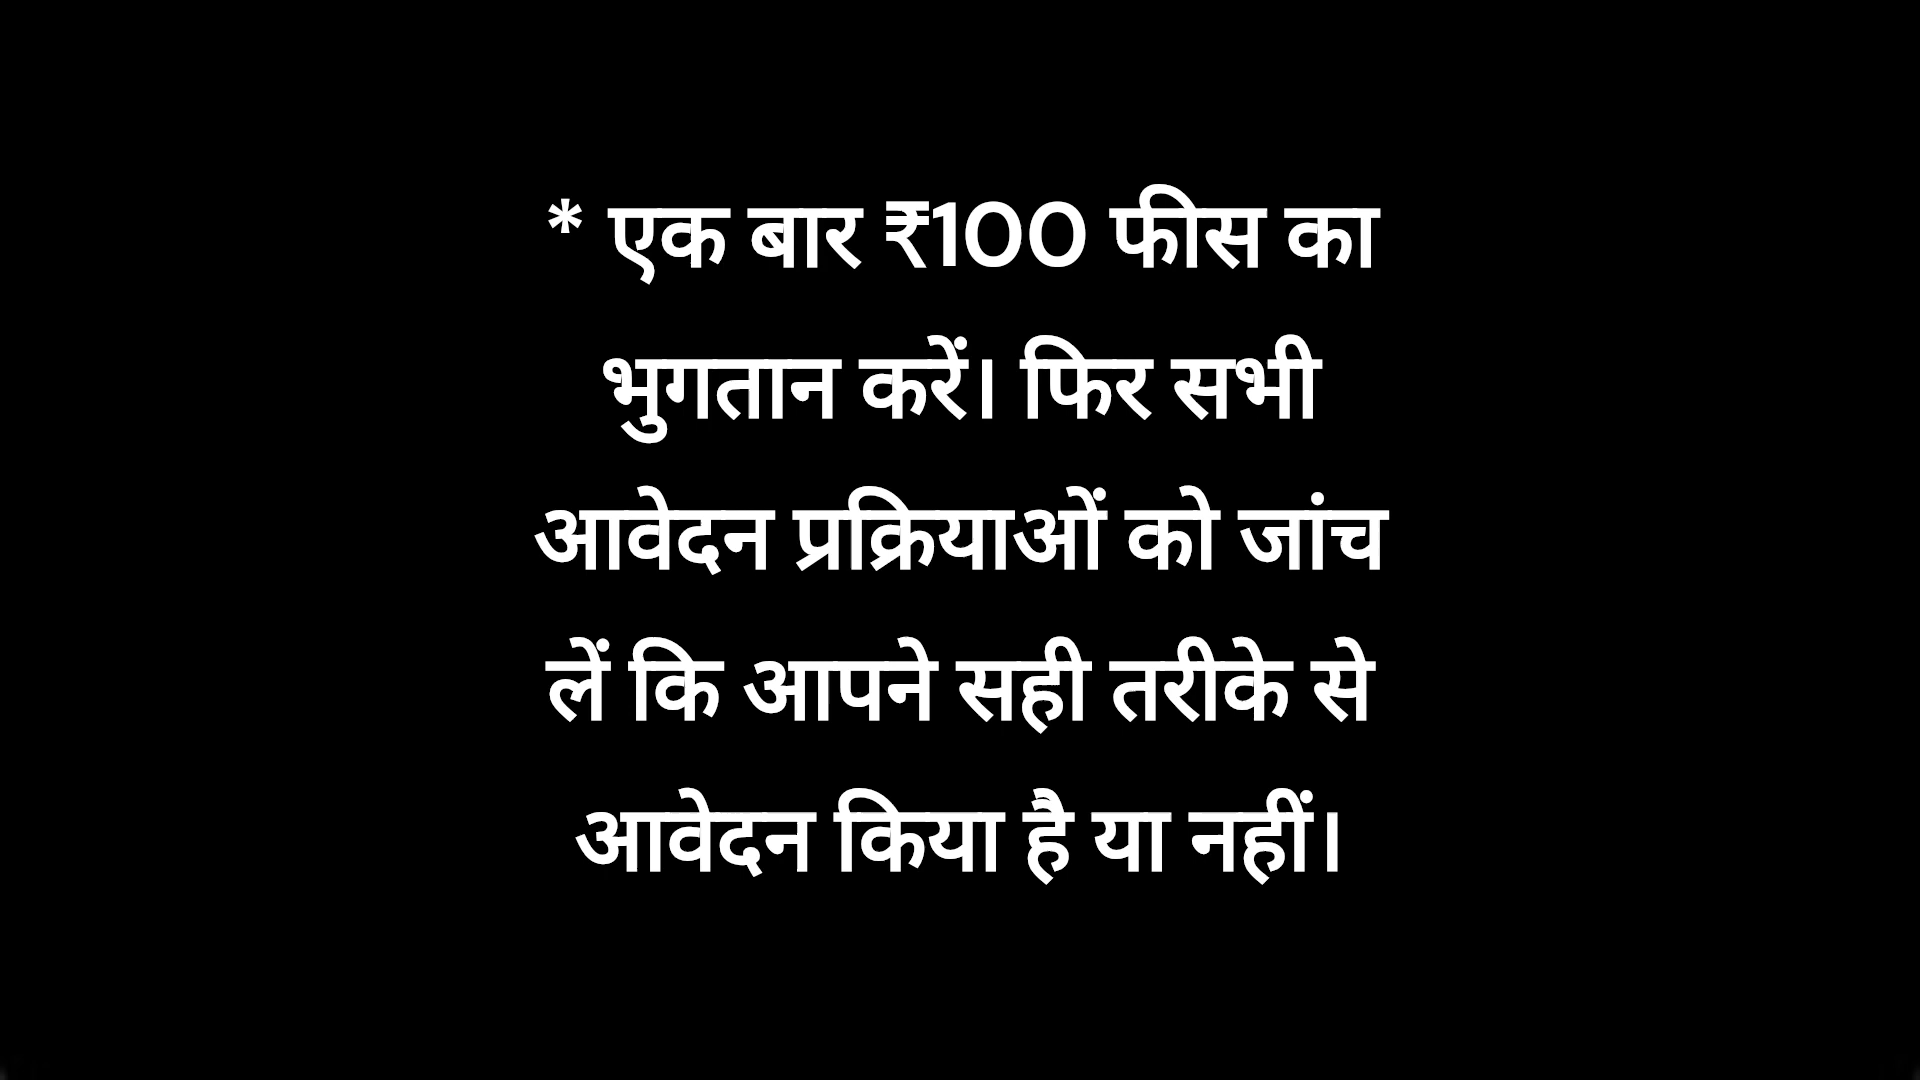 * एक बार ₹100 फीस का
भुगतान करें। फिर सभी
आवेदन प्रक्रियाओं को जांच
लें कि आपने सही तरीके से
आवेदन किया है या नहीं।